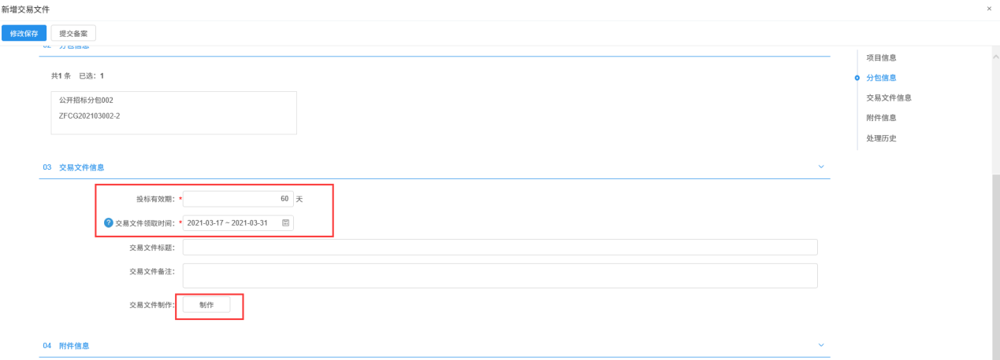 新增交易文件
×
修改保存 提交备案
02 分包信息
共1 条 已选：1
公开招标分包002
ZFCG202103002-2
03 交易文件信息
投标有效期：* 60 天
? 交易文件领取时间：* 2021-03-17 ~ 2021-03-31
交易文件标题：
交易文件备注：
交易文件制作： 制作
04 附件信息
项目信息
分包信息
交易文件信息
附件信息
处理历史